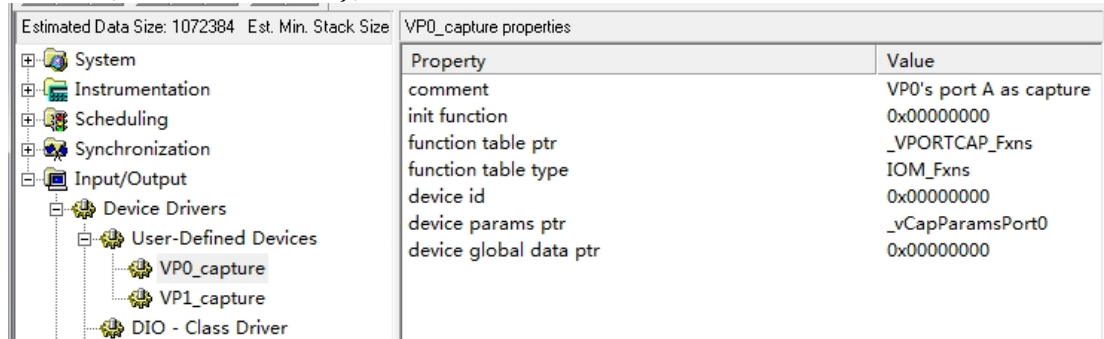 Estimated Data Size: 1072384 Est. Min. Stack Size
VP0_capture properties
System
Instrumentation
Scheduling
Synchronization
Input/Output
Device Drivers
User-Defined Devices
VP0_capture
VP1_capture
DIO - Class Driver
Property Value
comment VP0's port A as capture
init function 0x00000000
function table ptr _VPORTCAP_Fxns
function table type IOM_Fxns
device id 0x00000000
device params ptr _vCapParamsPort0
device global data ptr 0x00000000